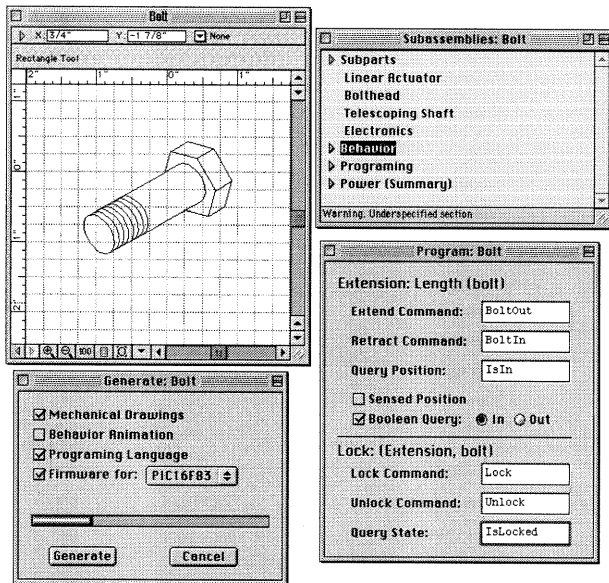 Bolt
X: 3/4" Y: -1 7/8" None
Rectangle Tool
2" 1" 0" 1"
1"
0"
1"
2"
100
Subassemblies: Bolt
Subparts
Linear Actuator
Bolthead
Telescoping Shaft
Electronics
Behavior
Programing
Power (Summary)
Warning, Underspecified section
Generate: Bolt
Mechanical Drawings
Behavior Animation
Programing Language
Firmware for: PiC16F83
Generate Cancel
Program: Bolt
Extension: Length (bolt)
Extend Command: BoltOut
Retract Command: BoltIn
Query Position: IsIn
Sensed Position
Boolean Query: In Out
Lock: (Extension, bolt)
Lock Command: Lock
Unlock Command: Unlock
Query State: IsLocked